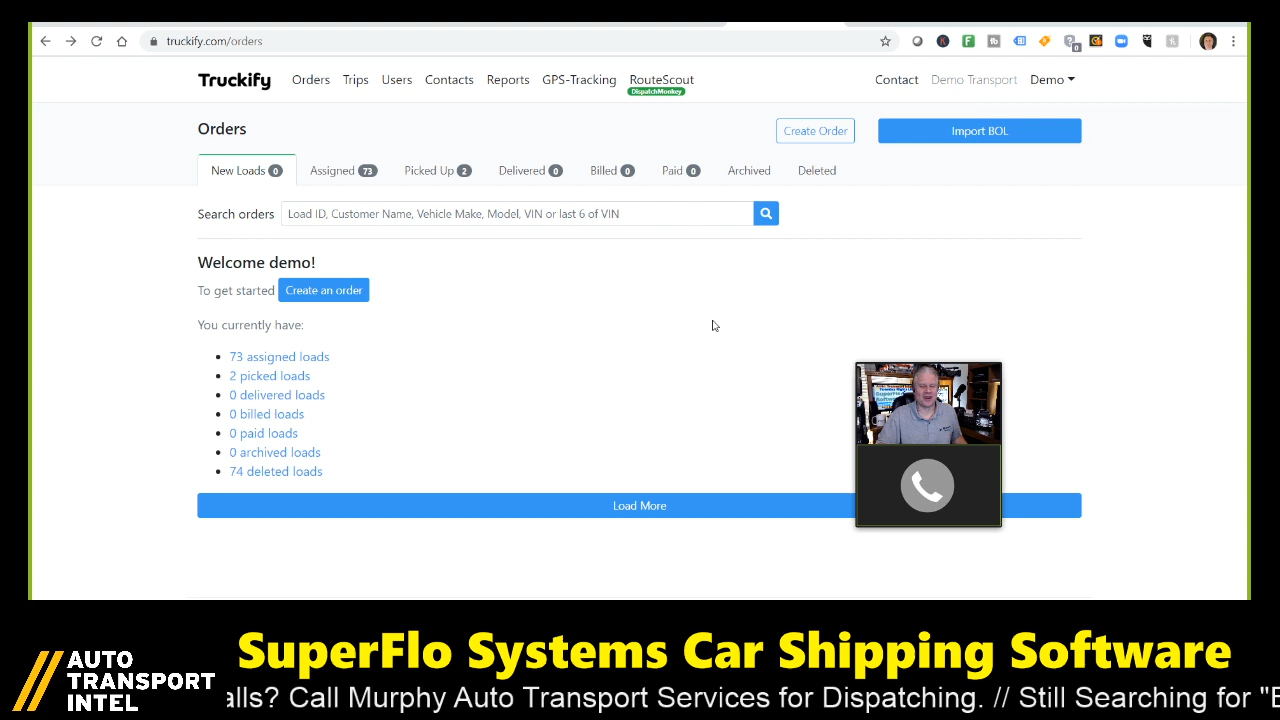 truckify.com/orders
Truckify Orders Trips Users Contacts Reports GPS-Tracking RouteScout Contact Demo Transport Demo
DispatchMonkey
Orders Create Order Import BOL
New Loads 0 Assigned 73 Picked Up 2 Delivered 0 Billed 0 Paid 0 Archived Deleted
Search orders Load ID, Customer Name, Vehicle Make, Model, VIN or last 6 of VIN
Welcome demo!
To get started Create an order
You currently have:
73 assigned loads
2 picked loads
0 delivered loads
0 billed loads
0 paid loads
0 archived loads
74 deleted loads
Load More
SuperFlo Systems Car Shipping Software
AUTO
TRANSPORT
INTEL
alls? Call Murphy Auto Transport Services for Dispatching. // Still Searching for "